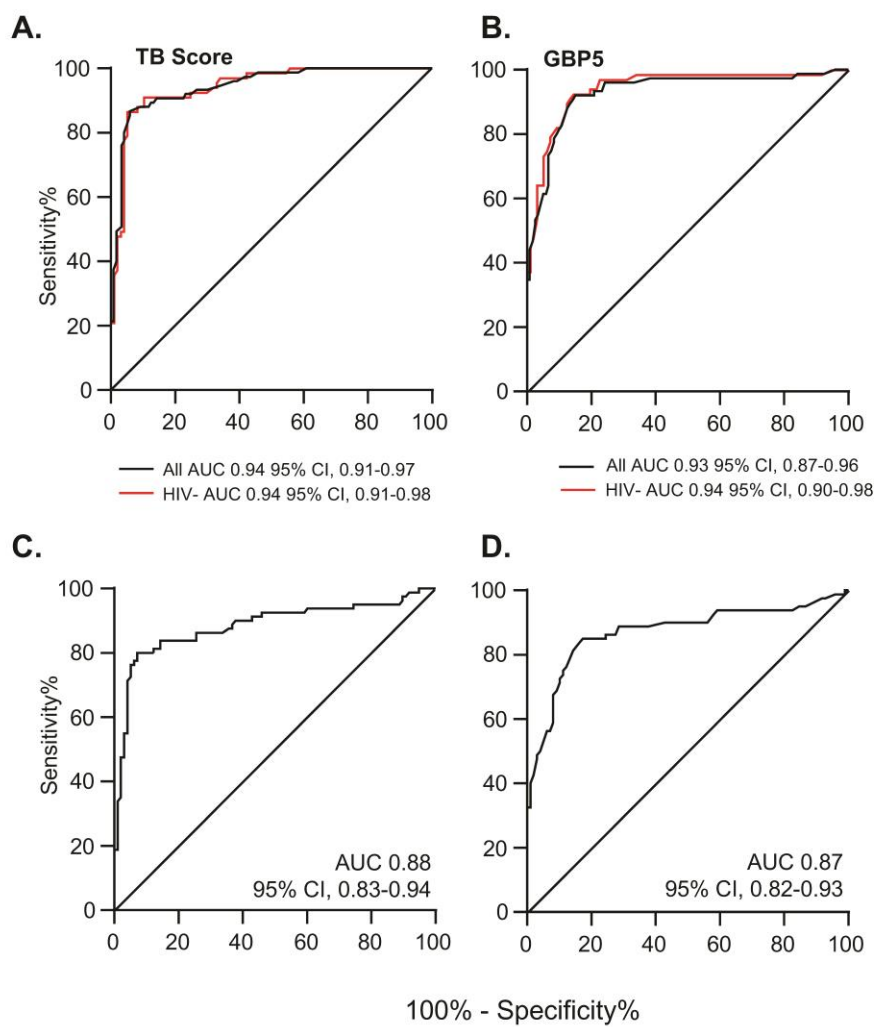 A.
TB Score
100
80
60
40
20
0
Sensitivity%
0 20 40 60 80 100
All AUC 0.94 95% CI, 0.91-0.97
HIV- AUC 0.94 95% CI, 0.91-0.98
B.
GBP5
100
80
60
40
20
0
0 20 40 60 80 100
All AUC 0.93 95% CI, 0.87-0.96
HIV- AUC 0.94 95% CI, 0.90-0.98
C.
100
80
60
40
20
0
Sensitivity%
AUC 0.88
95% CI, 0.83-0.94
0 20 40 60 80 100
D.
100
80
60
40
20
0
AUC 0.87
95% CI, 0.82-0.93
0 20 40 60 80 100
100% - Specificity%